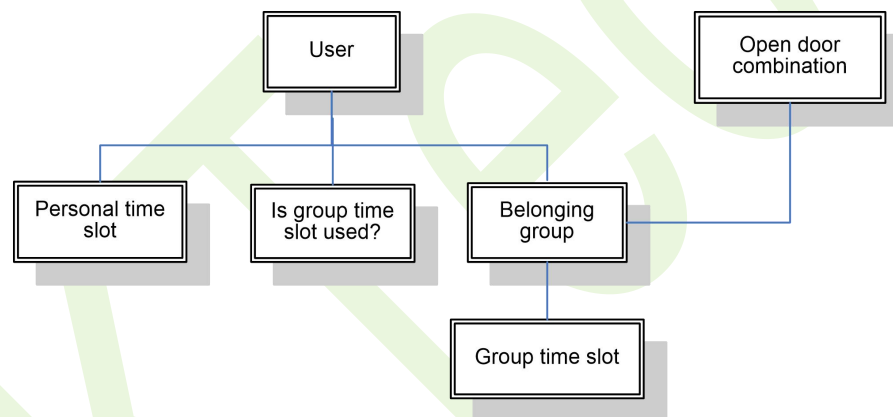 User
Open door
combination
Personal time
slot
Is group time
slot used?
Belonging
group
Group time slot